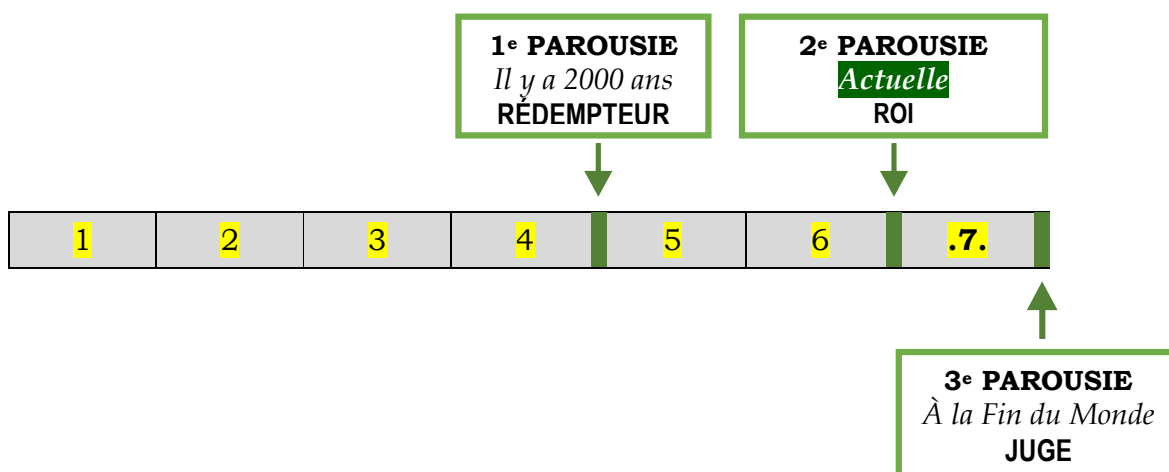 1e PAROUSIE
Il y a 2000 ans
RÉDEMPTEUR
2e PAROUSIE
Actuelle
ROI
1 2 3 4 5 6 .7.
3e PAROUSIE
À la Fin du Monde
JUGE